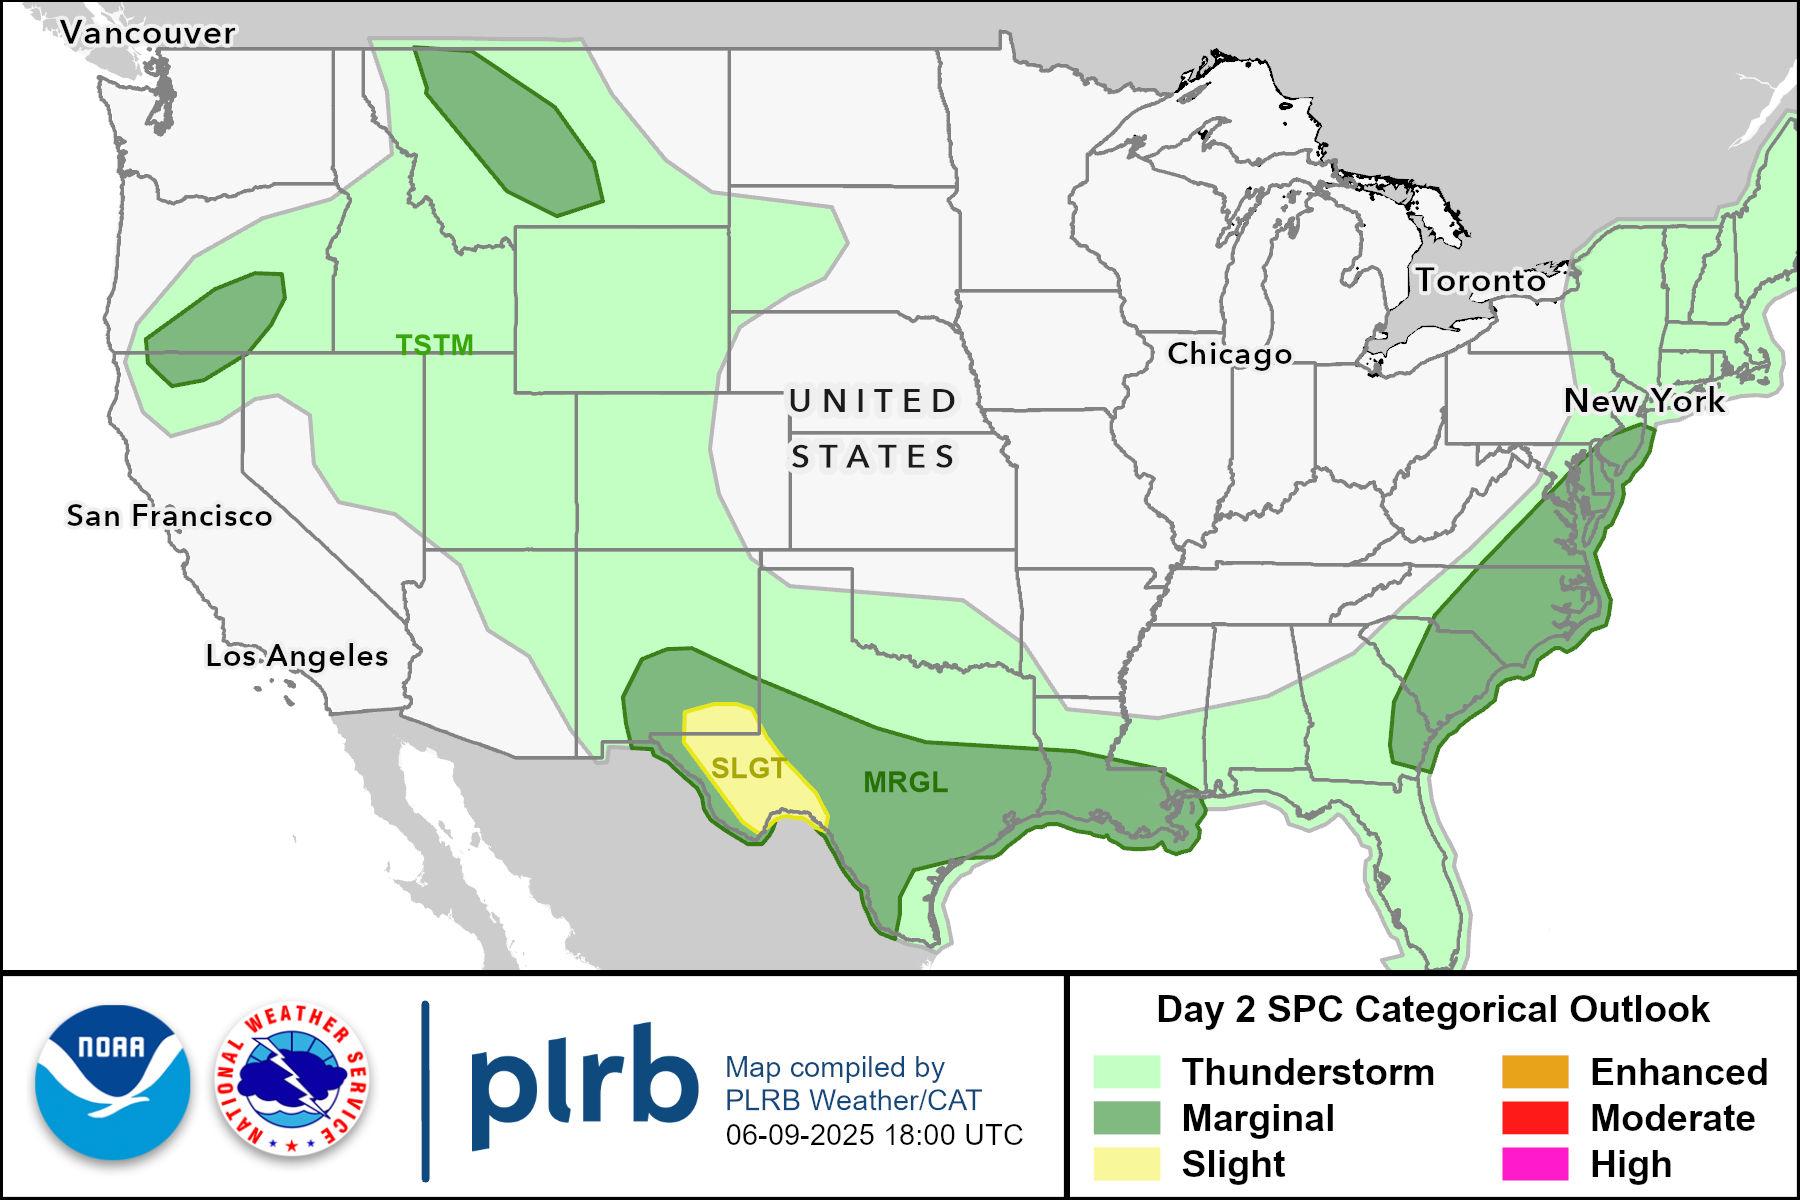 Vancouver
Toronto
TSTM
Chicago
UNITED
New York
STATES
San Francisco
Los Angeles
SLGT
MRGL
NOAA
NATIONAL WEATHER SERVICE
plrb
Map compiled by
PLRB Weather/CAT
06-09-2025 18:00 UTC
Day 2 SPC Categorical Outlook
Thunderstorm
Marginal
Slight
Enhanced
Moderate
High